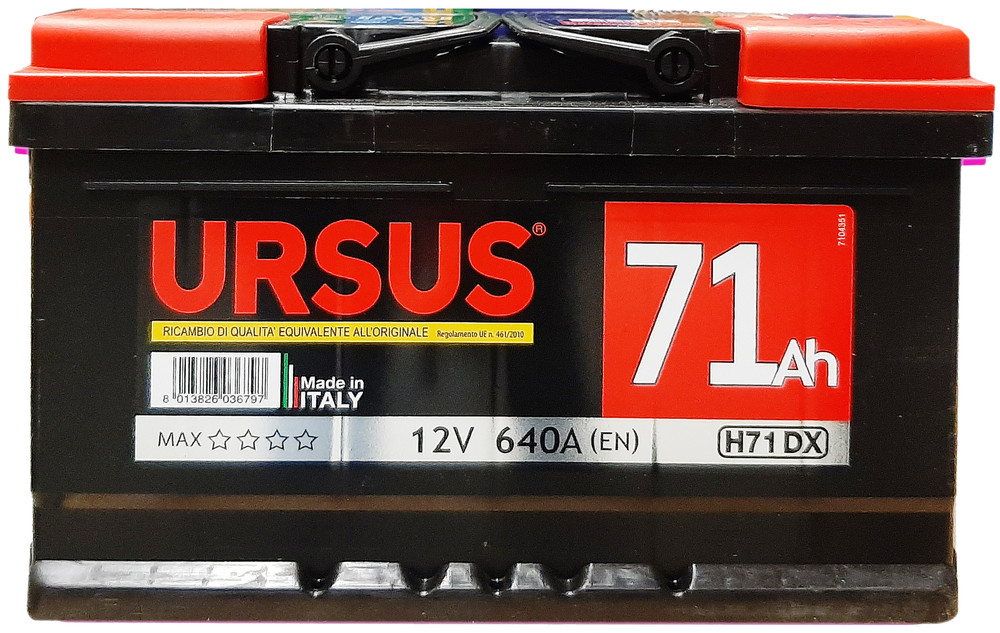 URSUS®
RICAMBIO DI QUALITA' EQUIVALENTE ALL'ORIGINALE Regolamento UE n. 461/2010
8 013826 036797
Made in
ITALY
71Ah
7104351
MAX ☆☆☆☆
12V 640A (EN)
H71 DX